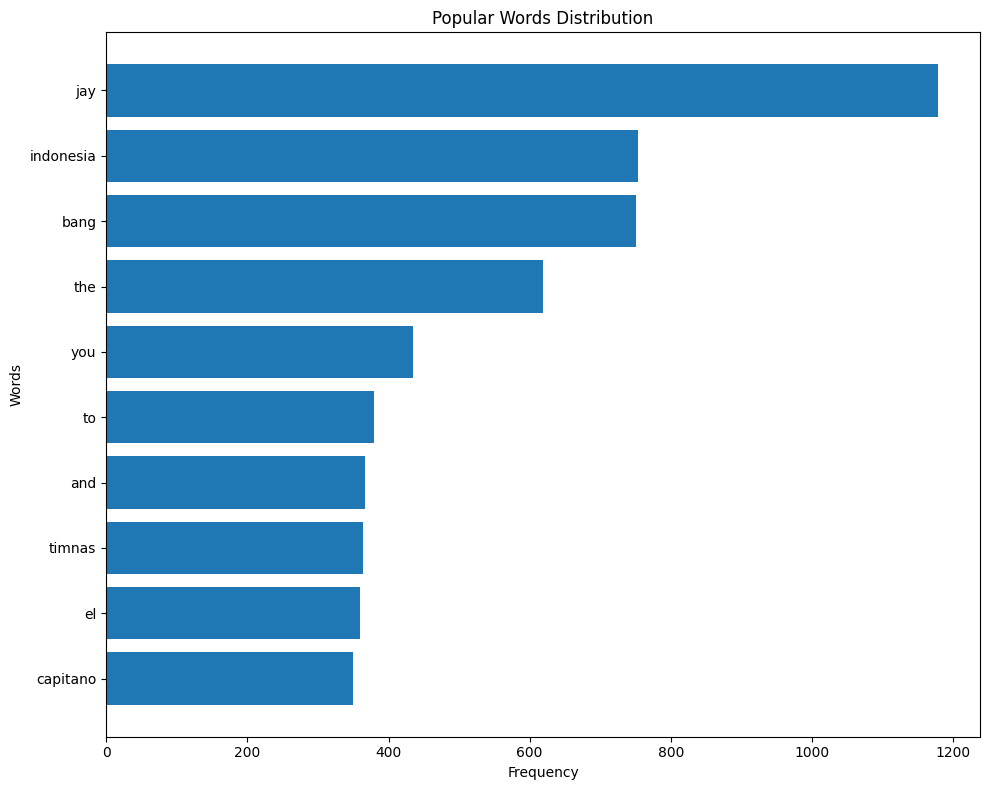 Popular Words Distribution
Words
jay
indonesia
bang
the
you
to
and
timnas
el
capitano
0 200 400 600 800 1000 1200
Frequency